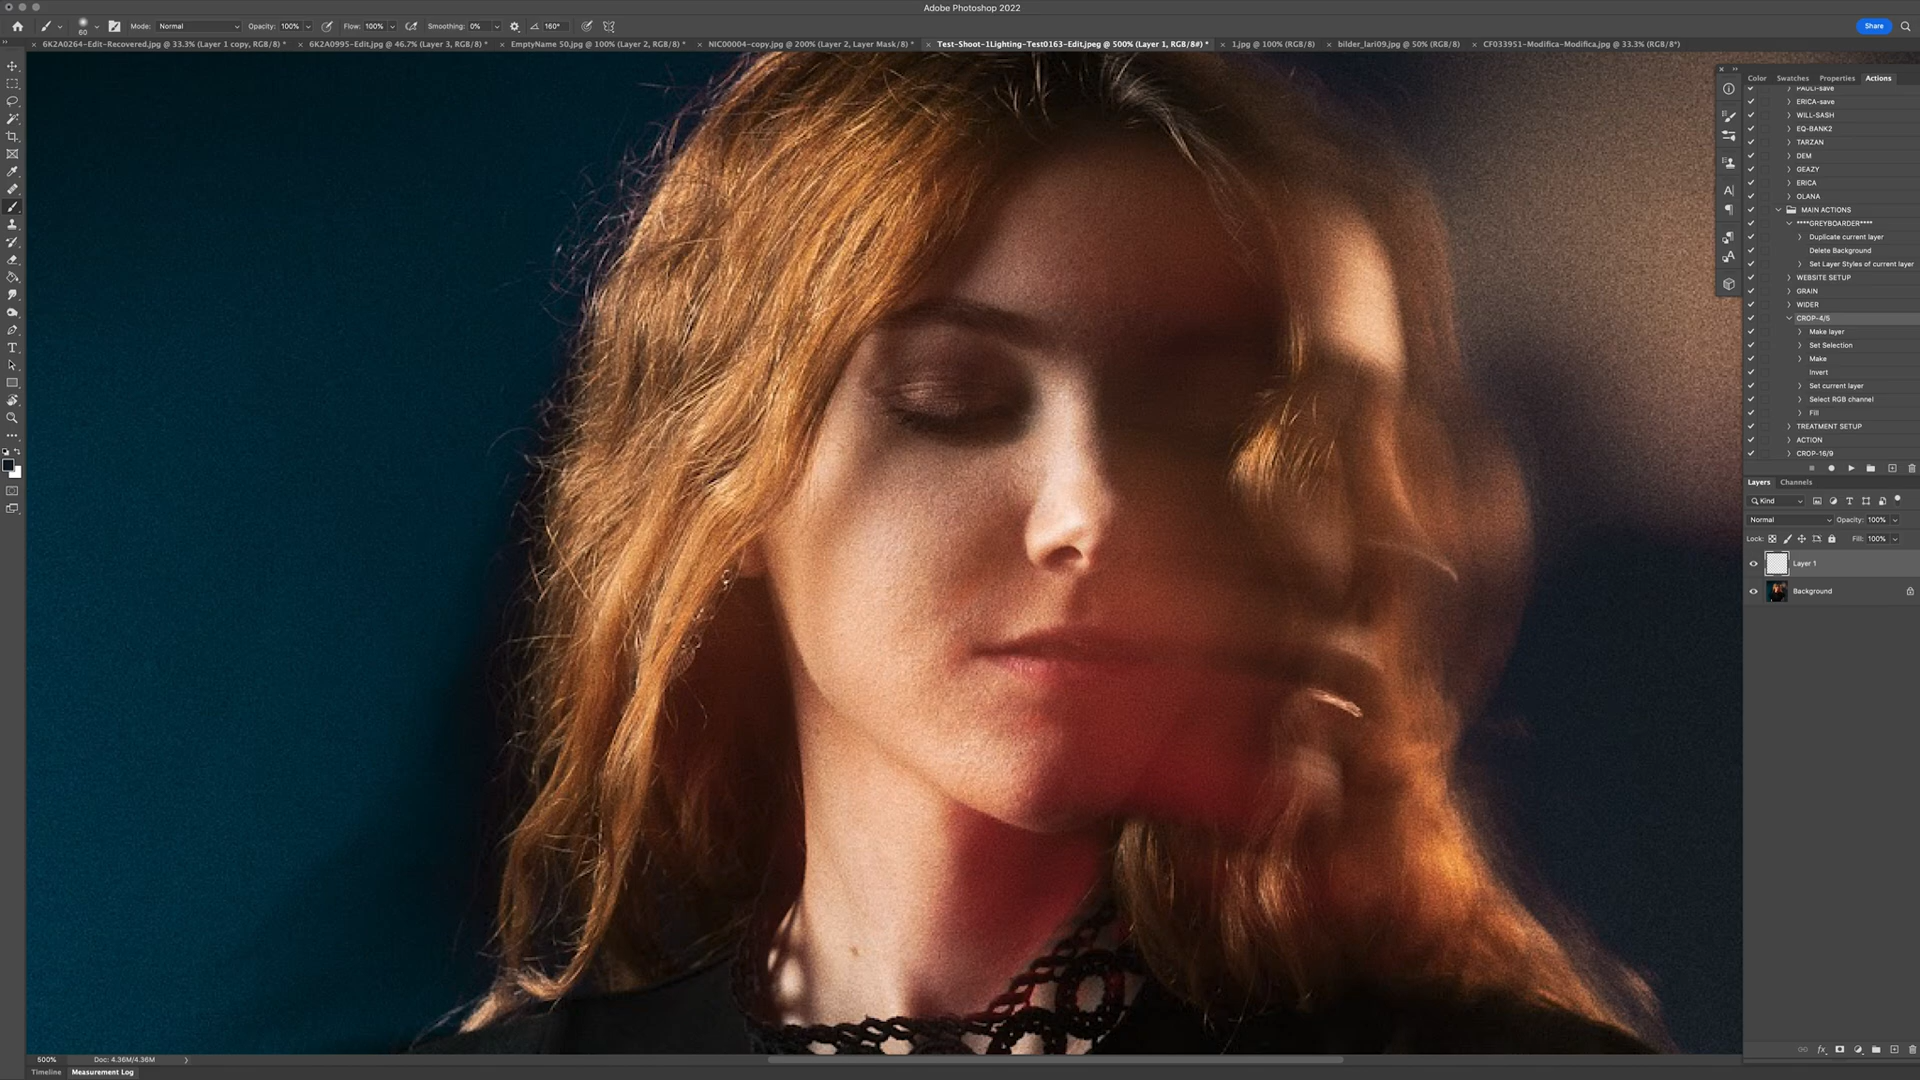 Adobe Photoshop 2022
60 Mode: Normal Opacity: 100% Flow: 100% Smoothing: 0% 160° Share
6K2A0264-Edit-Recovered.jpg @ 33.3% (Layer 1 copy, RGB/8) * 6K2A0995-Edit.jpg @ 46.7% (Layer 3, RGB/8) * EmptyName 50.jpg @ 100% (Layer 2, RGB/8) * NIC00004-copy.jpg @ 200% (Layer 2, Layer Mask/8) * Test-Shoot-1Lighting-Test0163-Edit.jpeg @ 500% (Layer 1, RGB/8#) * 1.jpg @ 100% (RGB/8) bilder_lari09.jpg @ 50% (RGB/8) CF033951-Modifica-Modifica.jpg @ 33.3% (RGB/8*)
Color Swatches Properties Actions
PAULI-save
ERICA-save
WILL-SASH
EQ-BANK2
TARZAN
DEM
GEAZY
ERICA
OLANA
MAIN ACTIONS
****GREYBOARDER****
Duplicate current layer
Delete Background
Set Layer Styles of current layer
WEBSITE SETUP
GRAIN
WIDER
CROP-4/5
Make layer
Set Selection
Make
Invert
Set current layer
Select RGB channel
Fill
TREATMENT SETUP
ACTION
CROP-16/9
Layers Channels
Kind
Normal Opacity: 100%
Lock: Fill: 100%
Layer 1
Background
500% Doc: 4.36M/4.36M
Timeline Measurement Log